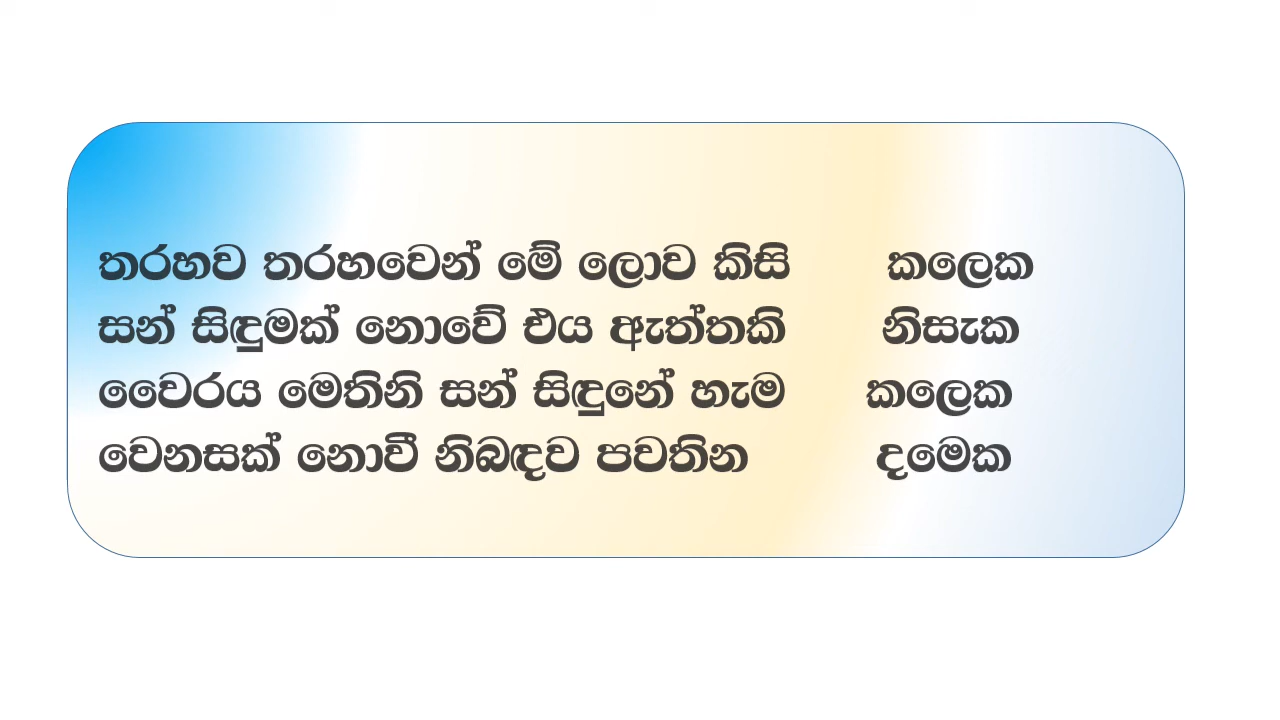 තරහව තරහවෙන් මේ ලොව කිසි කලෙක
සන් සිඳුමක් නොවේ එය ඇත්තකි නිසැක
වෛරය මෙතිනි සන් සිඳුනේ හැම කලෙක
වෙනසක් නොවී නිබඳව පවතින දමෙක